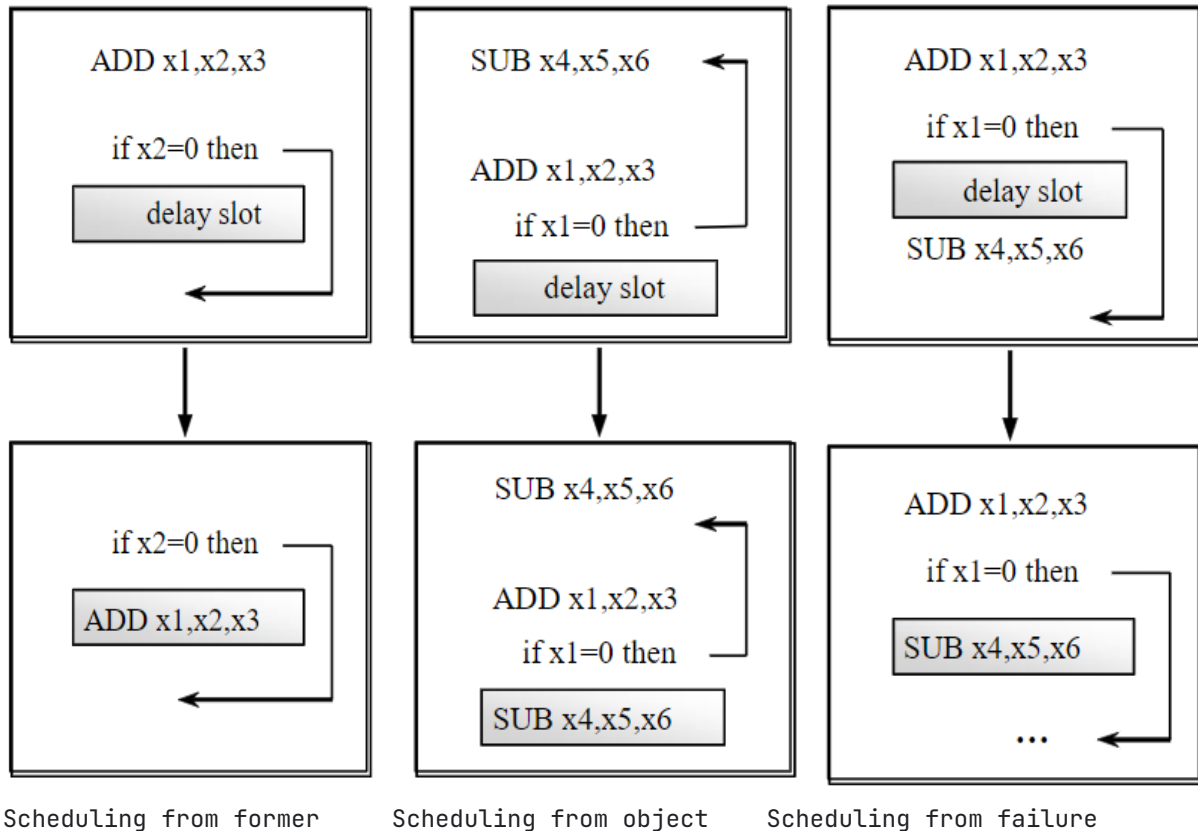 ADD x1,x2,x3
if x2=0 then
delay slot
SUB x4,x5,x6
ADD x1,x2,x3
if x1=0 then
delay slot
ADD x1,x2,x3
if x1=0 then
delay slot
SUB x4,x5,x6
if x2=0 then
ADD x1,x2,x3
SUB x4,x5,x6
ADD x1,x2,x3
if x1=0 then
SUB x4,x5,x6
ADD x1,x2,x3
if x1=0 then
SUB x4,x5,x6
...
Scheduling from former
Scheduling from object
Scheduling from failure